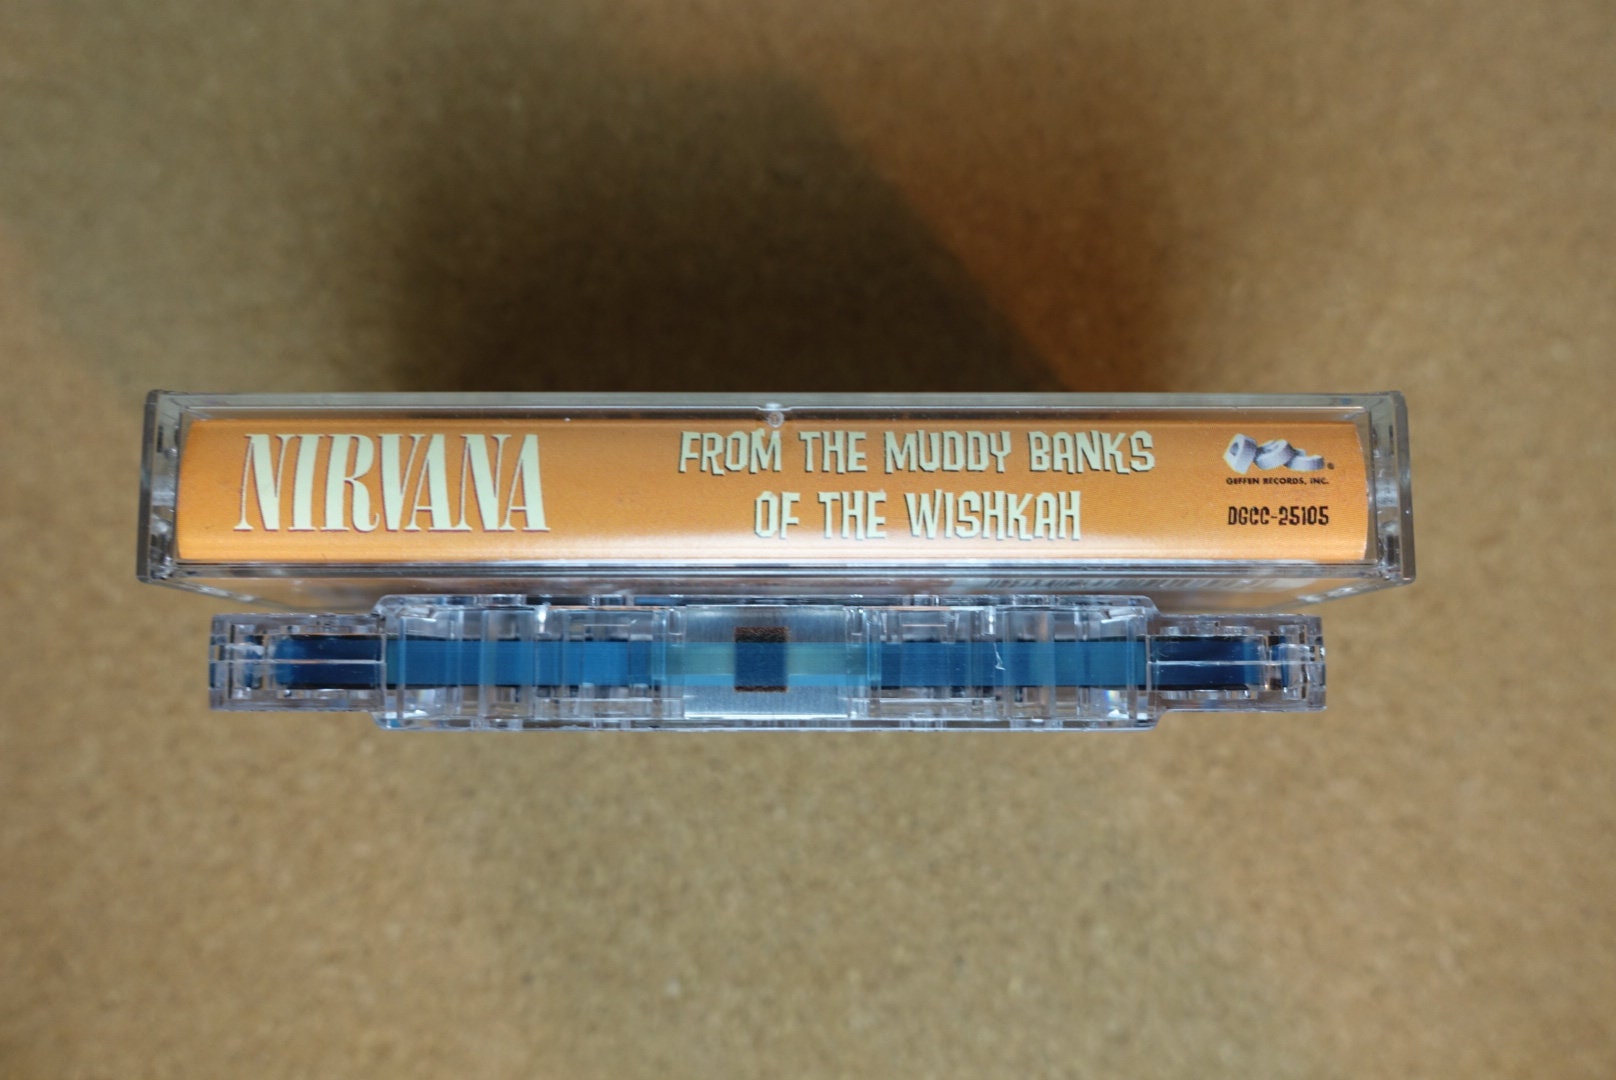 NIRVANA
FROM THE MUDDY BANKS
OF THE WISHKAH
GEFFEN RECORDS, INC.
DGCC-25105